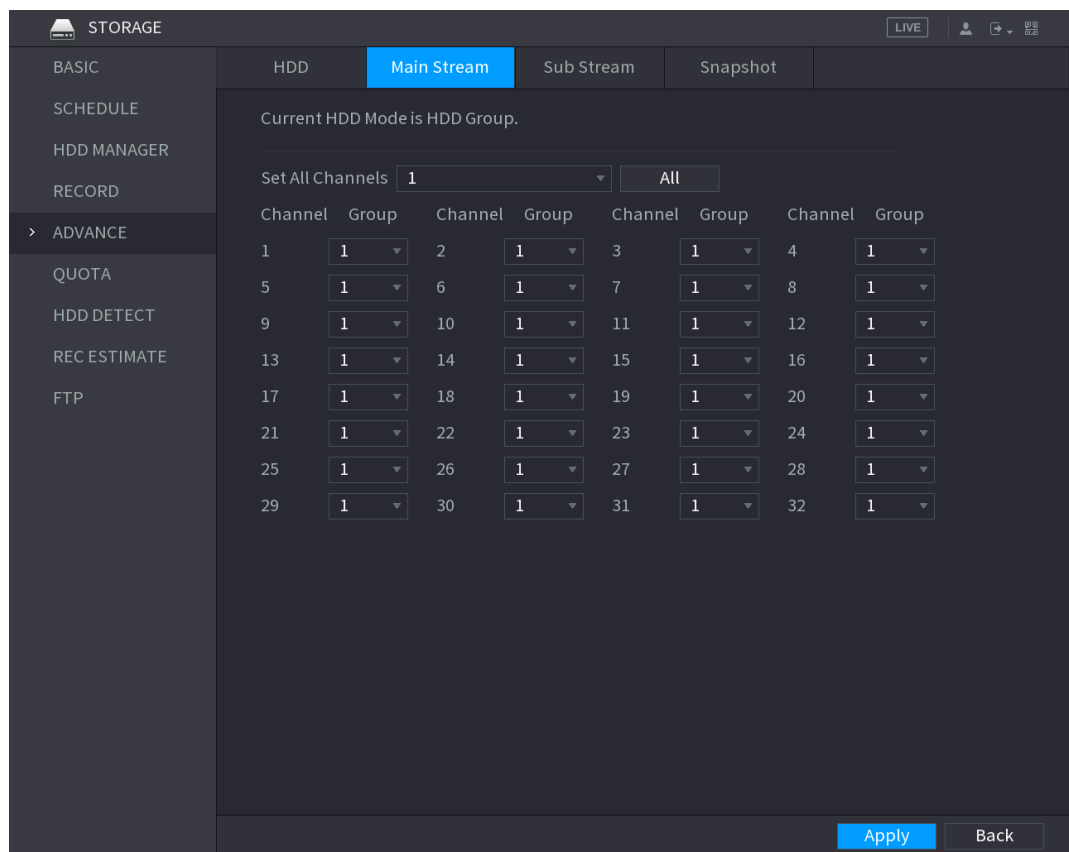 STORAGE LIVE
BASIC
SCHEDULE
HDD MANAGER
RECORD
ADVANCE
QUOTA
HDD DETECT
REC ESTIMATE
FTP
HDD Main Stream Sub Stream Snapshot
Current HDD Mode is HDD Group.
Set All Channels 1 All
Channel Group Channel Group Channel Group Channel Group
1 1 2 1 3 1 4 1
5 1 6 1 7 1 8 1
9 1 10 1 11 1 12 1
13 1 14 1 15 1 16 1
17 1 18 1 19 1 20 1
21 1 22 1 23 1 24 1
25 1 26 1 27 1 28 1
29 1 30 1 31 1 32 1
Apply Back